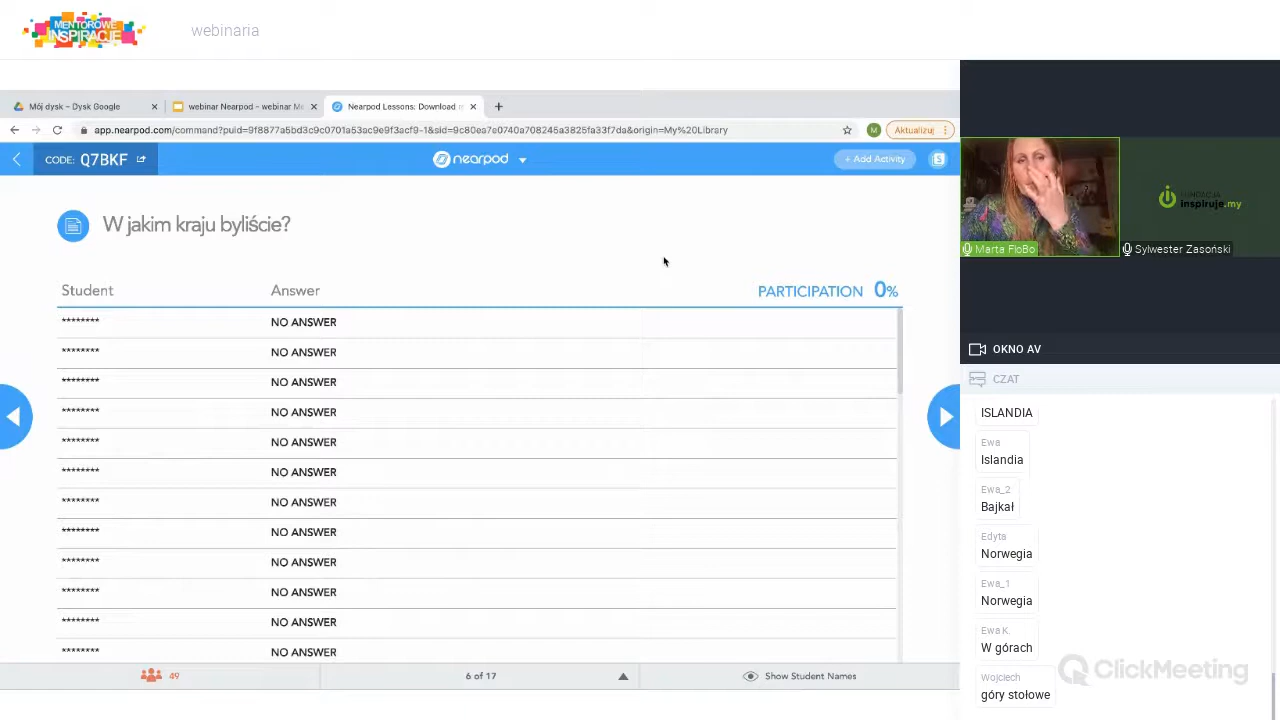 MENTOROWE
INSPIRACJE
webinaria
Mój dysk – Dysk Google
webinar Nearpod - webinar Me
Nearpod Lessons: Download
app.nearpod.com/command?puid=9f8877a5bd3c9c0701a53ac9e9f3acf9-1&sid=9c80ea7e0740a708246a3825fa33f7da&origin=My%20Library
M
Aktualizuj
CODE: Q7BKF
nearpod
+ Add Activity
S
W jakim kraju byliście?
Student Answer PARTICIPATION 0%
******** NO ANSWER
******** NO ANSWER
******** NO ANSWER
******** NO ANSWER
******** NO ANSWER
******** NO ANSWER
******** NO ANSWER
******** NO ANSWER
******** NO ANSWER
******** NO ANSWER
******** NO ANSWER
******** NO ANSWER
49
6 of 17
Show Student Names
Marta FloBo
FUNDACJA
inspiruje.my
Sylwester Zasoński
OKNO AV
CZAT
ISLANDIA
Ewa
Islandia
Ewa_2
Bajkał
Edyta
Norwegia
Ewa_1
Norwegia
Ewa K.
W górach
Wojciech
góry stołowe
ClickMeeting